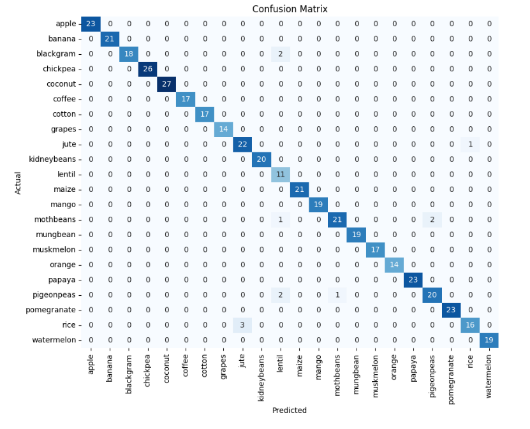 Confusion Matrix
apple 23 0 0 0 0 0 0 0 0 0 0 0 0 0 0 0 0 0 0 0 0 0
banana 0 21 0 0 0 0 0 0 0 0 0 0 0 0 0 0 0 0 0 0 0 0
blackgram 0 0 18 0 0 0 0 0 0 0 2 0 0 0 0 0 0 0 0 0 0 0
chickpea 0 0 0 26 0 0 0 0 0 0 0 0 0 0 0 0 0 0 0 0 0 0
coconut 0 0 0 0 27 0 0 0 0 0 0 0 0 0 0 0 0 0 0 0 0 0
coffee 0 0 0 0 0 17 0 0 0 0 0 0 0 0 0 0 0 0 0 0 0 0
cotton 0 0 0 0 0 0 17 0 0 0 0 0 0 0 0 0 0 0 0 0 0 0
grapes 0 0 0 0 0 0 0 14 0 0 0 0 0 0 0 0 0 0 0 0 0 0
jute 0 0 0 0 0 0 0 0 22 0 0 0 0 0 0 0 0 0 0 0 1 0
kidneybeans 0 0 0 0 0 0 0 0 0 20 0 0 0 0 0 0 0 0 0 0 0 0
lentil 0 0 0 0 0 0 0 0 0 0 11 0 0 0 0 0 0 0 0 0 0 0
maize 0 0 0 0 0 0 0 0 0 0 0 21 0 0 0 0 0 0 0 0 0 0
mango 0 0 0 0 0 0 0 0 0 0 0 0 19 0 0 0 0 0 0 0 0 0
mothbeans 0 0 0 0 0 0 0 0 0 0 1 0 0 21 0 0 0 0 2 0 0 0
mungbean 0 0 0 0 0 0 0 0 0 0 0 0 0 0 19 0 0 0 0 0 0 0
muskmelon 0 0 0 0 0 0 0 0 0 0 0 0 0 0 0 17 0 0 0 0 0 0
orange 0 0 0 0 0 0 0 0 0 0 0 0 0 0 0 0 14 0 0 0 0 0
papaya 0 0 0 0 0 0 0 0 0 0 0 0 0 0 0 0 0 23 0 0 0 0
pigeonpeas 0 0 0 0 0 0 0 0 0 0 2 0 0 1 0 0 0 0 20 0 0 0
pomegranate 0 0 0 0 0 0 0 0 0 0 0 0 0 0 0 0 0 0 0 23 0 0
rice 0 0 0 0 0 0 0 0 3 0 0 0 0 0 0 0 0 0 0 0 16 0
watermelon 0 0 0 0 0 0 0 0 0 0 0 0 0 0 0 0 0 0 0 0 0 19
Actual
apple banana blackgram chickpea coconut coffee cotton grapes jute kidneybeans lentil maize mango mothbeans mungbean muskmelon orange papaya pigeonpeas pomegranate rice watermelon
Predicted